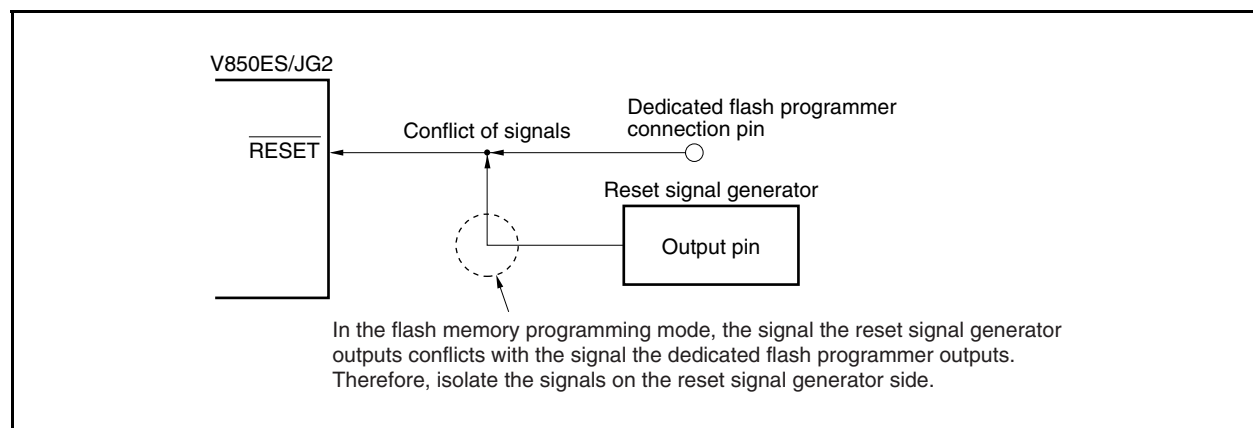 V850ES/JG2
Dedicated flash programmer
connection pin
Conflict of signals
RESET
Reset signal generator
Output pin
In the flash memory programming mode, the signal the reset signal generator
outputs conflicts with the signal the dedicated flash programmer outputs.
Therefore, isolate the signals on the reset signal generator side.